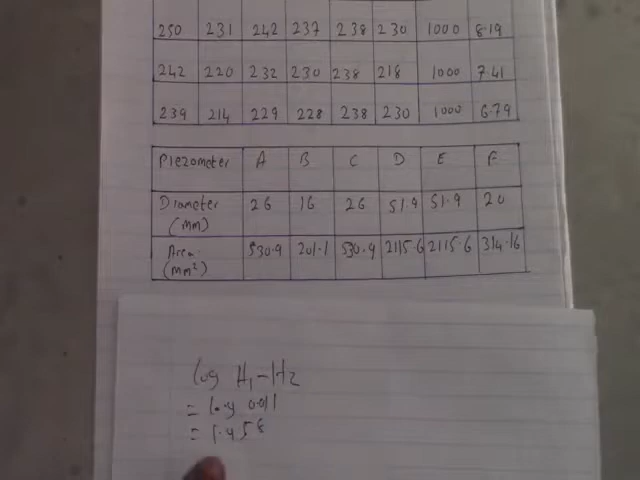 250 231 242 237 238 230 1000 8.19
242 220 232 230 238 218 1000 7.41
239 214 229 228 238 230 1000 6.79
Piezometer A B C D E F
Diameter 26 16 26 51.9 51.9 20
(mm)
Area 530.9 201.1 530.9 2115.6 2115.6 314.16
(mm²)
log H₁-H₂
= log 0.011